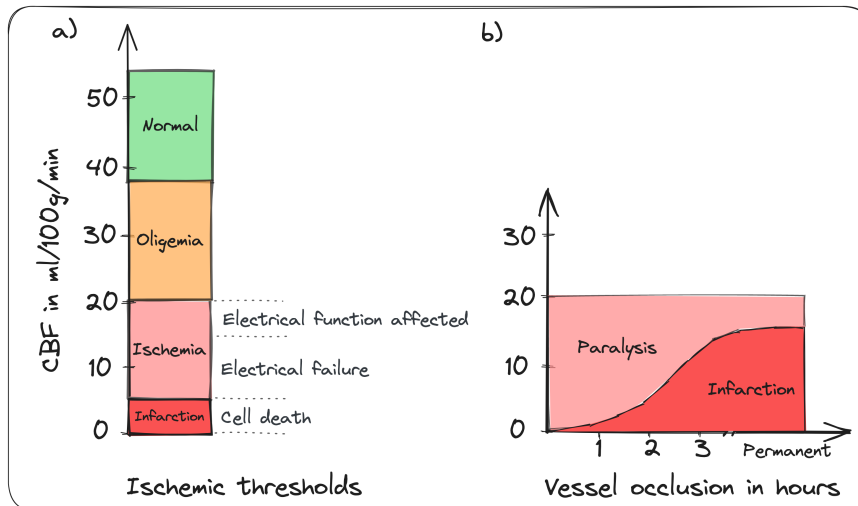 a)
CBF in ml/100g/min
50
40
30
20
10
0
Normal
Oligemia
Ischemia
Infarction
Electrical function affected
Electrical failure
Cell death
Ischemic thresholds
b)
30
20
10
0
Paralysis
Infarction
1 2 3 Permanent
Vessel occlusion in hours